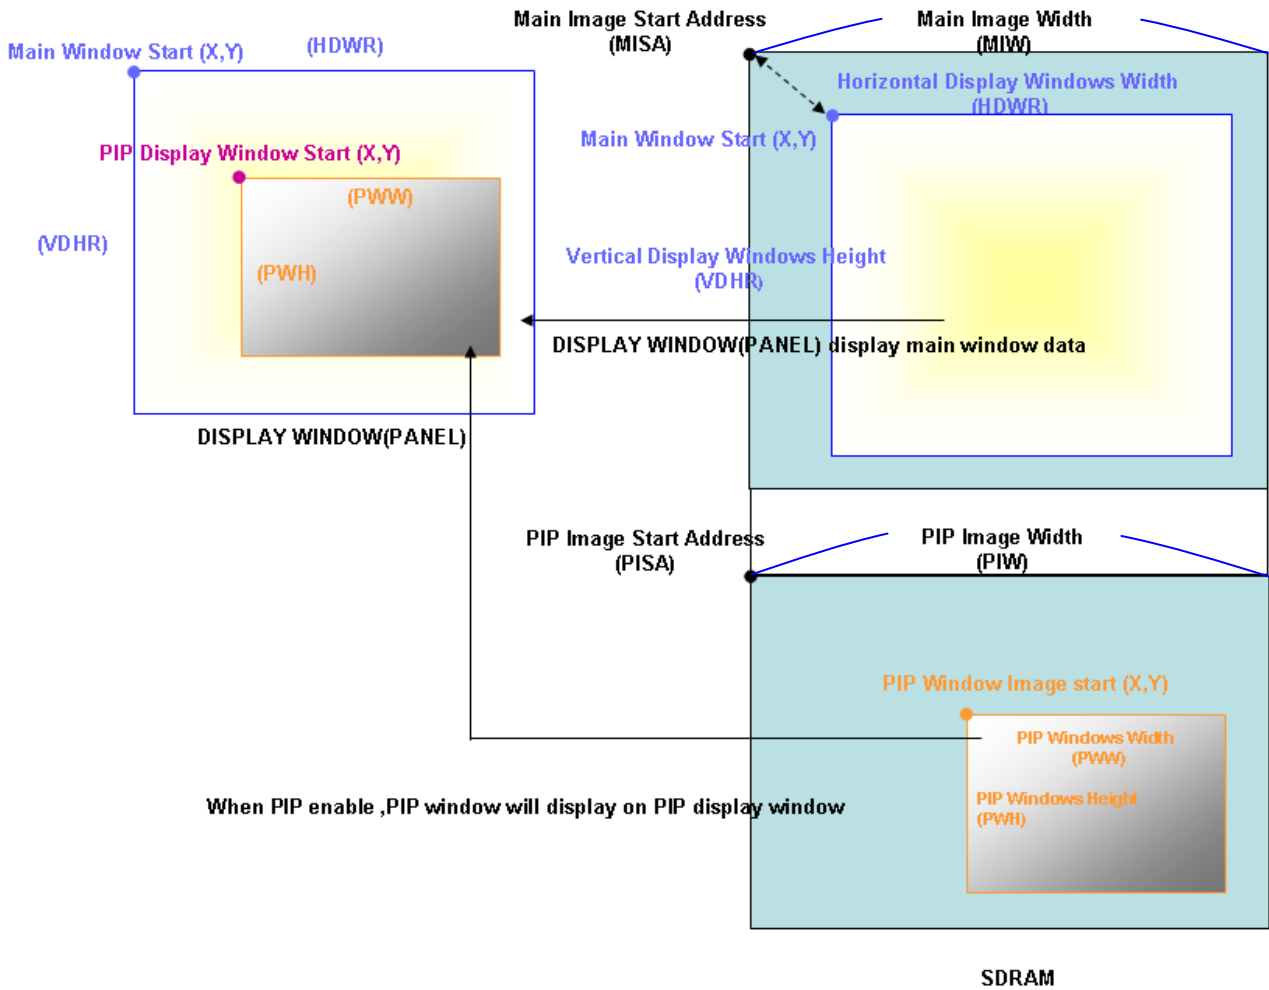 Main Image Start Address
(MISA)
Main Image Width
(MIW)
Main Window Start (X,Y)
(HDWR)
Horizontal Display Windows Width
(HDWR)
Main Window Start (X,Y)
PIP Display Window Start (X,Y)
(PWW)
(VDHR)
(PWH)
Vertical Display Windows Height
(VDHR)
DISPLAY WINDOW(PANEL) display main window data
DISPLAY WINDOW(PANEL)
PIP Image Start Address
(PISA)
PIP Image Width
(PIW)
PIP Window Image start (X,Y)
PIP Windows Width
(PWW)
PIP Windows Height
(PWH)
When PIP enable ,PIP window will display on PIP display window
SDRAM